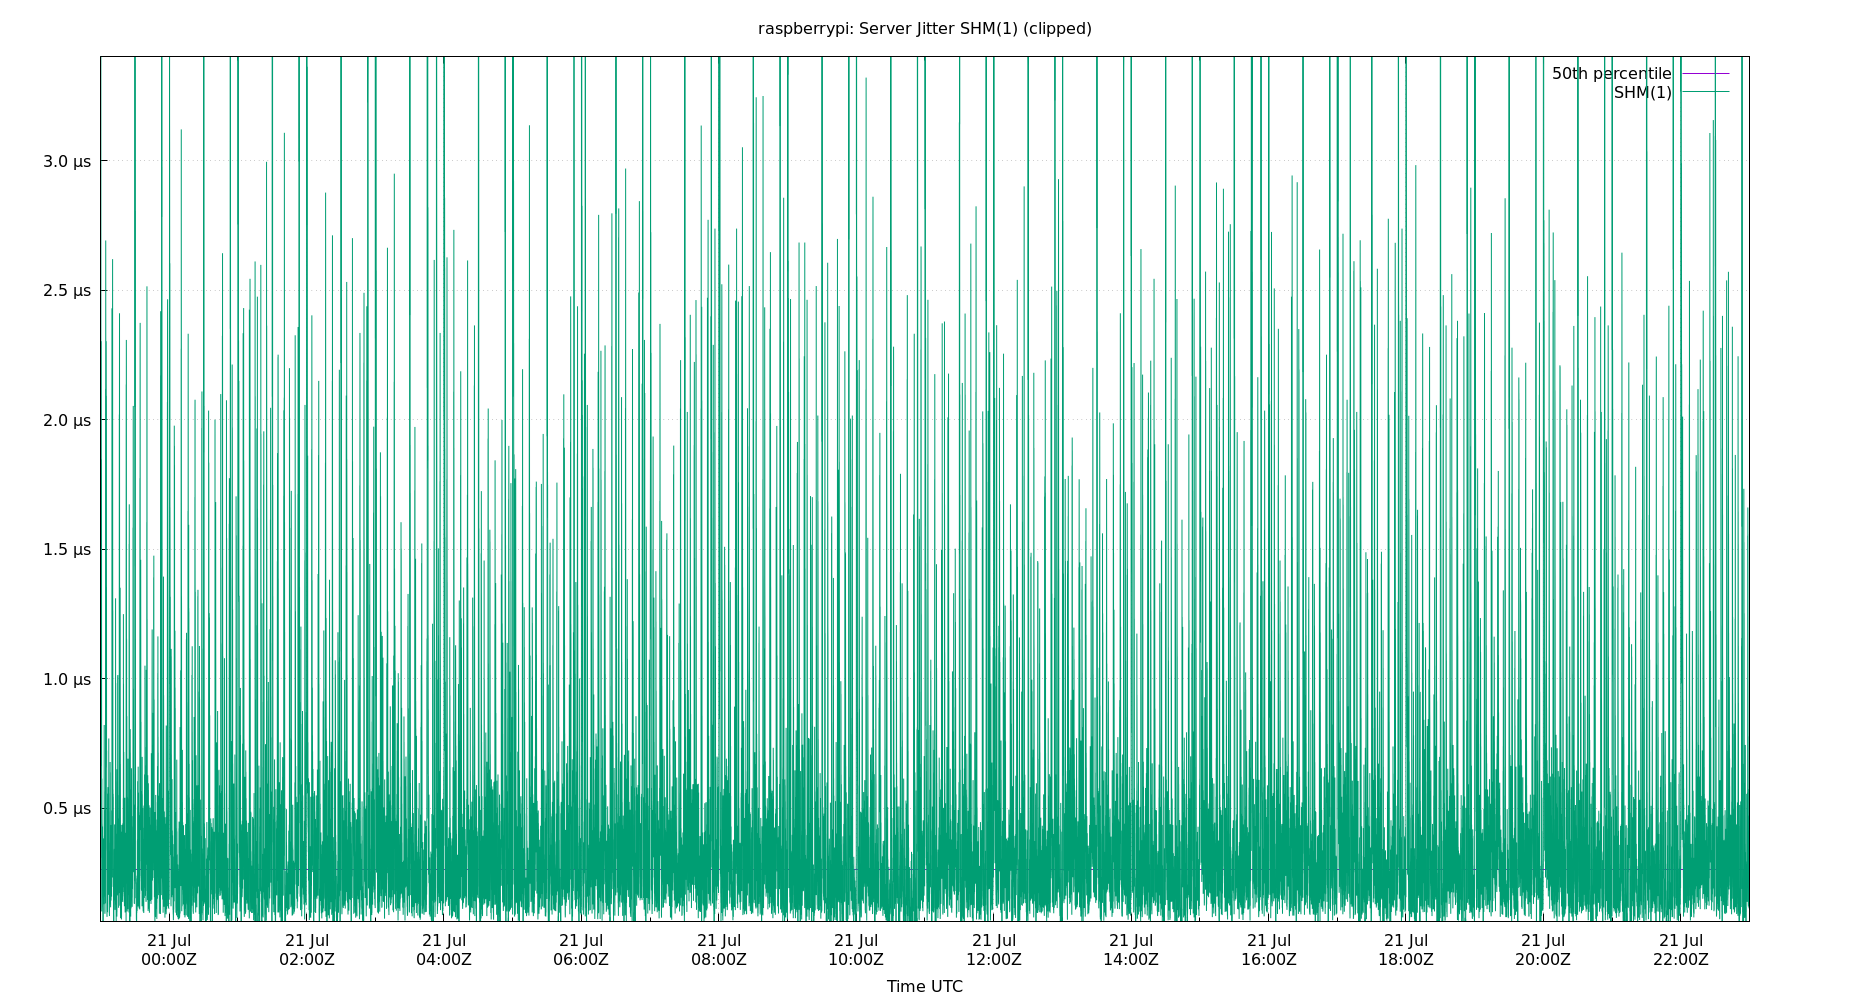 raspberrypi: Server Jitter SHM(1) (clipped)
50th percentile
SHM(1)
3.0 µs
2.5 µs
2.0 µs
1.5 µs
1.0 µs
0.5 µs
21 Jul 21 Jul 21 Jul 21 Jul 21 Jul 21 Jul 21 Jul 21 Jul 21 Jul 21 Jul 21 Jul 21 Jul
00:00Z 02:00Z 04:00Z 06:00Z 08:00Z 10:00Z 12:00Z 14:00Z 16:00Z 18:00Z 20:00Z 22:00Z
Time UTC